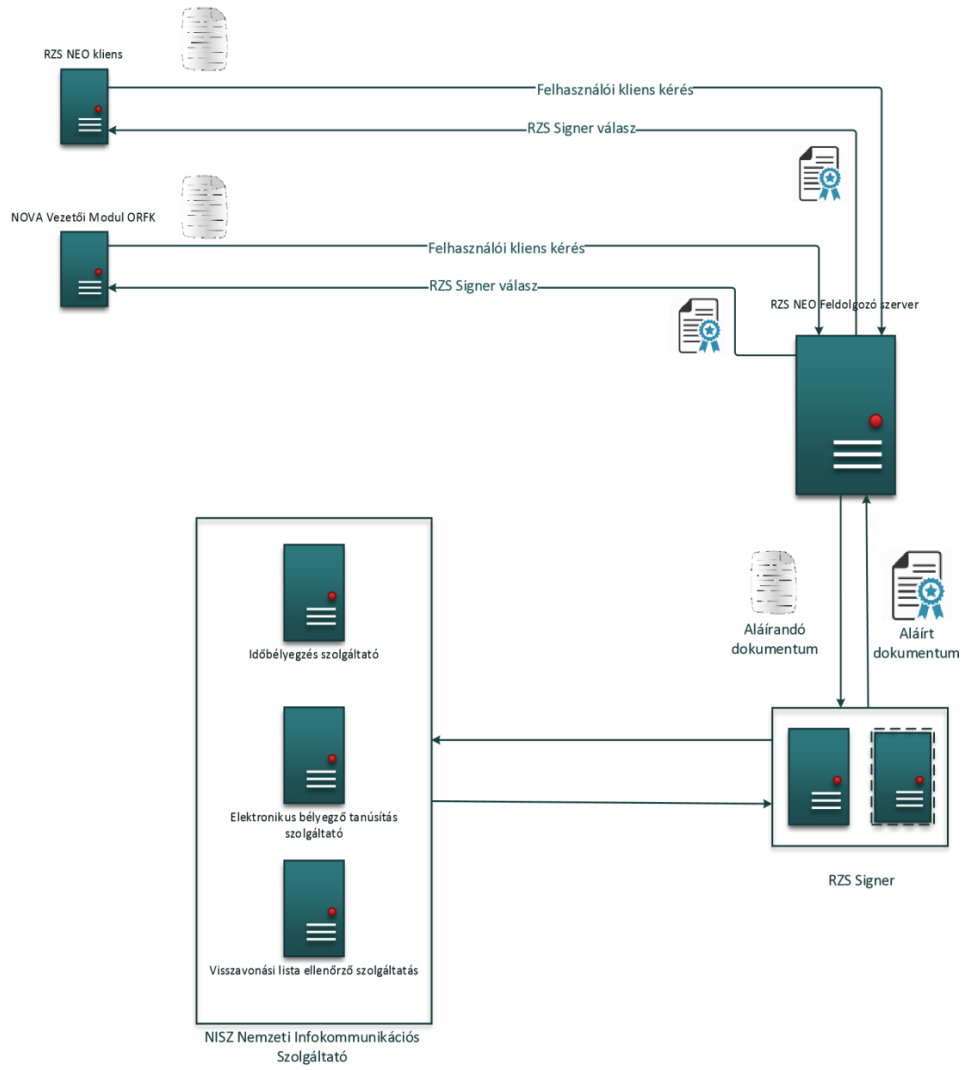 RZS NEO kliens
Felhasználói kliens kérés
RZS Signer válasz
NOVA Vezetői Modul ORFK
Felhasználói kliens kérés
RZS Signer válasz
RZS NEO Feldolgozó szerver
Aláírandó
dokumentum
Aláírt
dokumentum
Időbélyegzés szolgáltató
Elektronikus bélyegző tanúsítás
szolgáltató
Visszavonási lista ellenőrző szolgáltatás
RZS Signer
NISZ Nemzeti Infokommunikációs
Szolgáltató